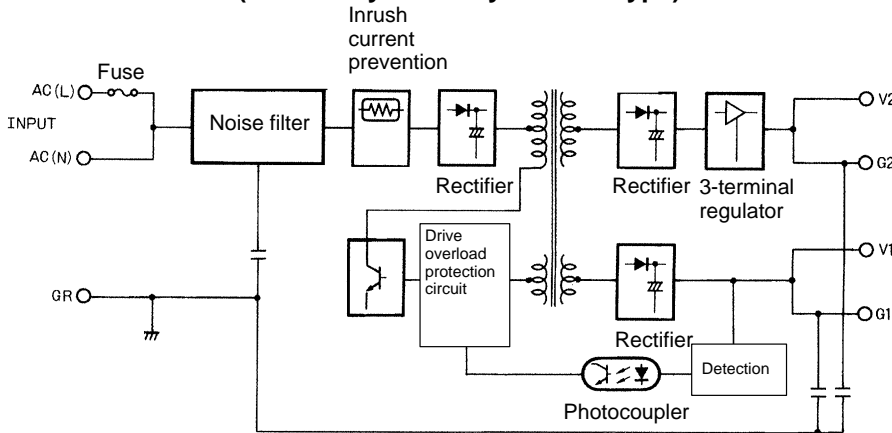 Inrush
current
prevention
Fuse
AC(L)
INPUT
AC(N)
Noise filter
Rectifier
Rectifier
3-terminal
regulator
V2
G2
Drive
overload
protection
circuit
V1
GR
G1
Rectifier
Detection
Photocoupler